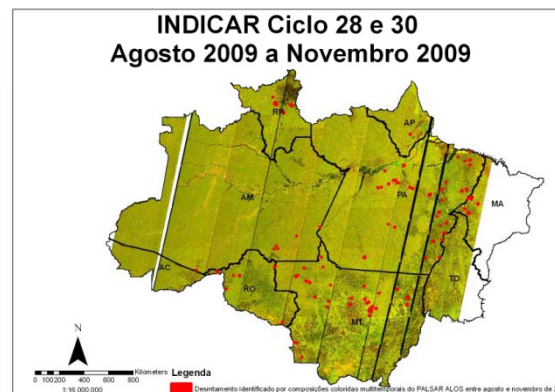 INDICAR Ciclo 28 e 30
Agosto 2009 a Novembro 2009
RR
AP
AM
PA
MA
AC
RO
MT
TO
N
Kilometers
0 100200 400 600 800
1:16.000.000
Legenda
Desmtamento identificado por composições coloridas multitemporais do PALSAR ALOS entre agosto e novembro de